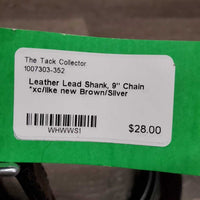 The Tack Collector
1007303-352
Leather Lead Shank, 9" Chain
*xc/like new Brown/Silver
WHWWS1
$28.00